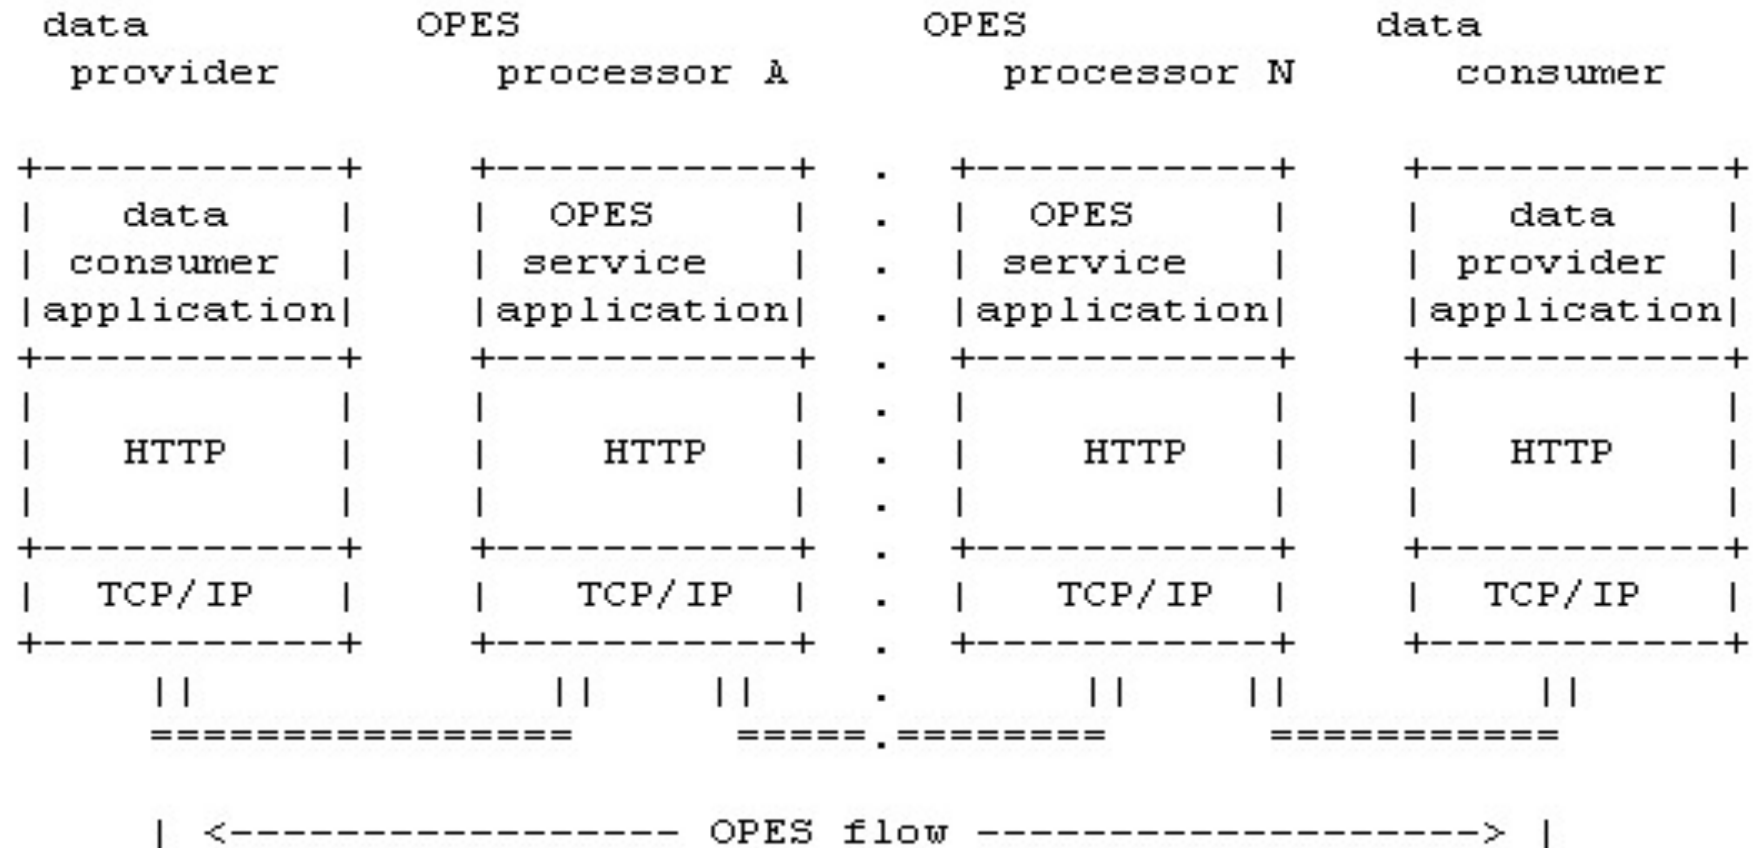 data OPES OPES data
provider processor A processor N consumer
+-----------+ +-----------+ . +-----------+ +-----------+
| data | | OPES | . | OPES | | data |
| consumer | | service | . | service | | provider |
|application| |application| . |application| |application|
+-----------+ +-----------+ . +-----------+ +-----------+
| | | | . | | | |
| HTTP | | HTTP | . | HTTP | | HTTP |
| | | | . | | | |
+-----------+ +-----------+ . +-----------+ +-----------+
| TCP/IP | | TCP/IP | . | TCP/IP | | TCP/IP |
+-----------+ +-----------+ . +-----------+ +-----------+
|| || || . || || ||
================ =====.======== ===========
| <----------------- OPES flow -------------------> |